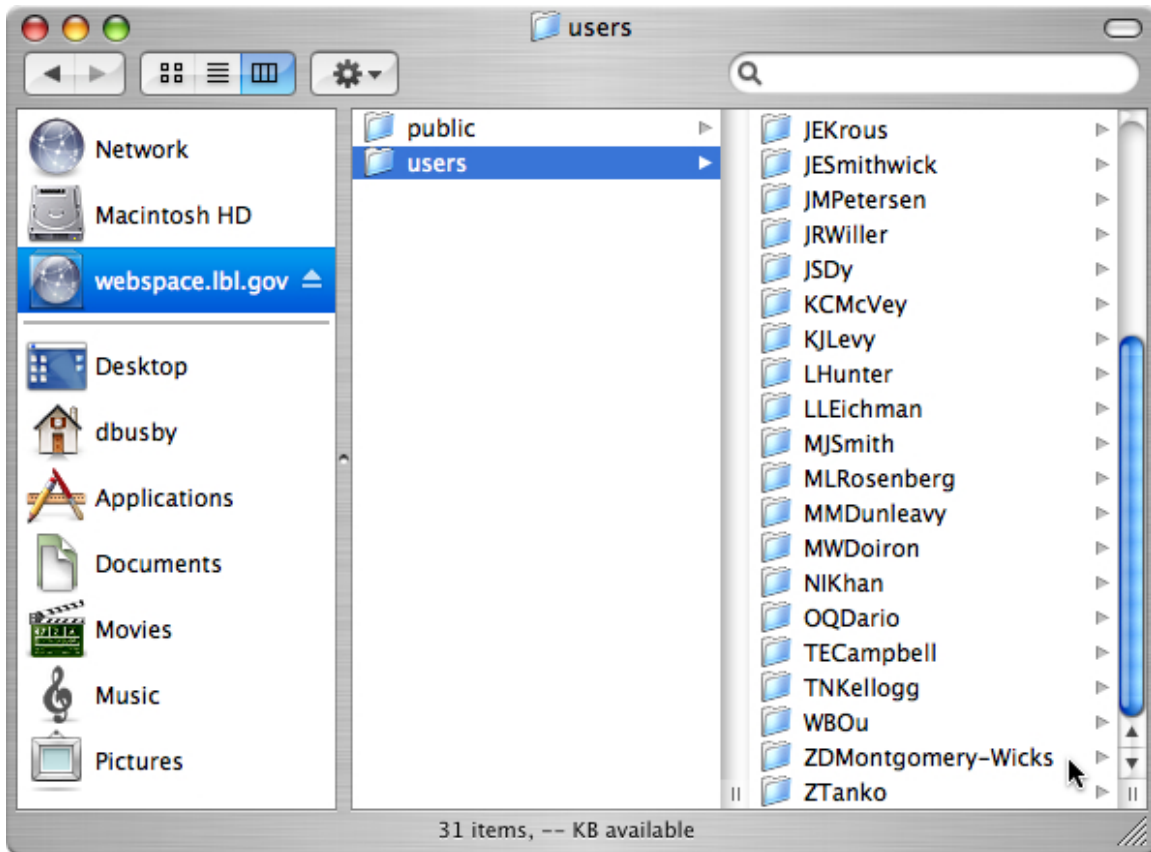 users
Network
Macintosh HD
webspace.lbl.gov
Desktop
dbusby
Applications
Documents
Movies
Music
Pictures
public
users
JEKrous
JESmithwick
JMPetersen
JRWiller
JSDy
KCMcVey
KJLevy
LHunter
LLEichman
MJSmith
MLRosenberg
MMDunleavy
MWDoiron
NIKhan
OQDario
TECampbell
TNKellogg
WBOu
ZDMontgomery-Wicks
ZTanko
31 items, -- KB available